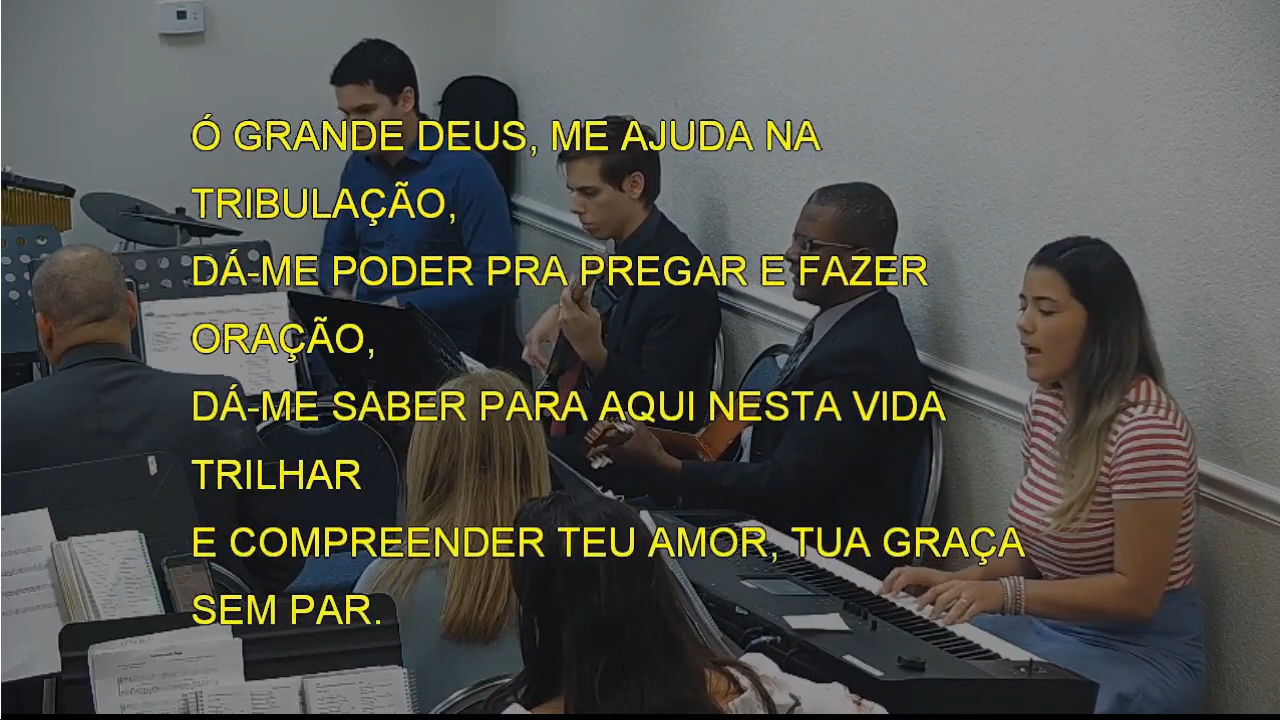 Ó GRANDE DEUS, ME AJUDA NA
TRIBULAÇÃO,
DÁ-ME PODER PRA PREGAR E FAZER
ORAÇÃO,
DÁ-ME SABER PARA AQUI NESTA VIDA
TRILHAR
E COMPREENDER TEU AMOR, TUA GRAÇA
SEM PAR.